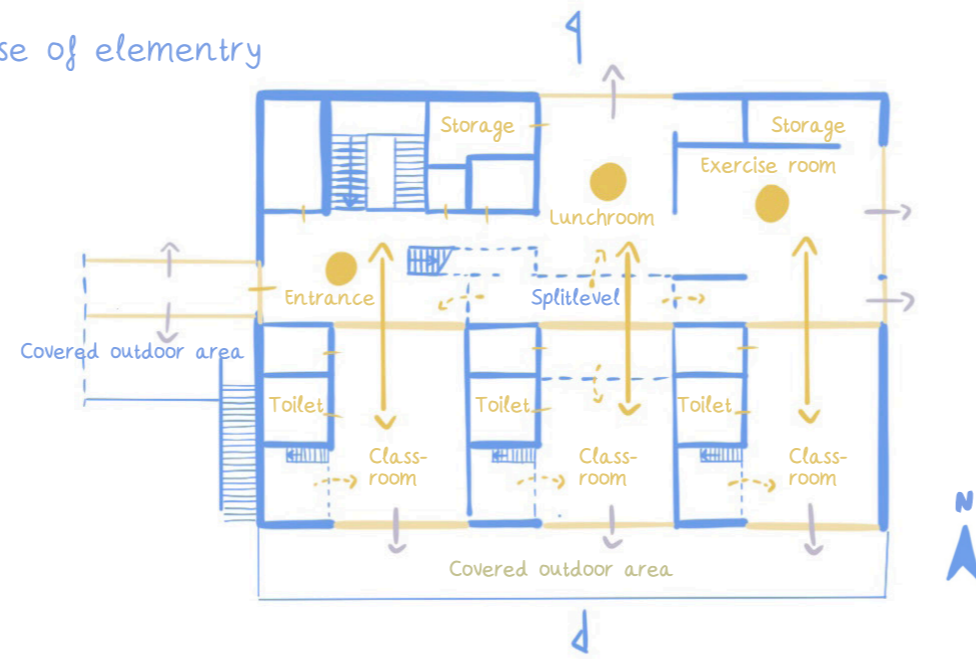 se of elementry
Storage
Storage
Exercise room
Lunchroom
Entrance
Splitlevel
Covered outdoor area
Toilet
Toilet
Toilet
Class-
room
Class-
room
Class-
room
N
Covered outdoor area